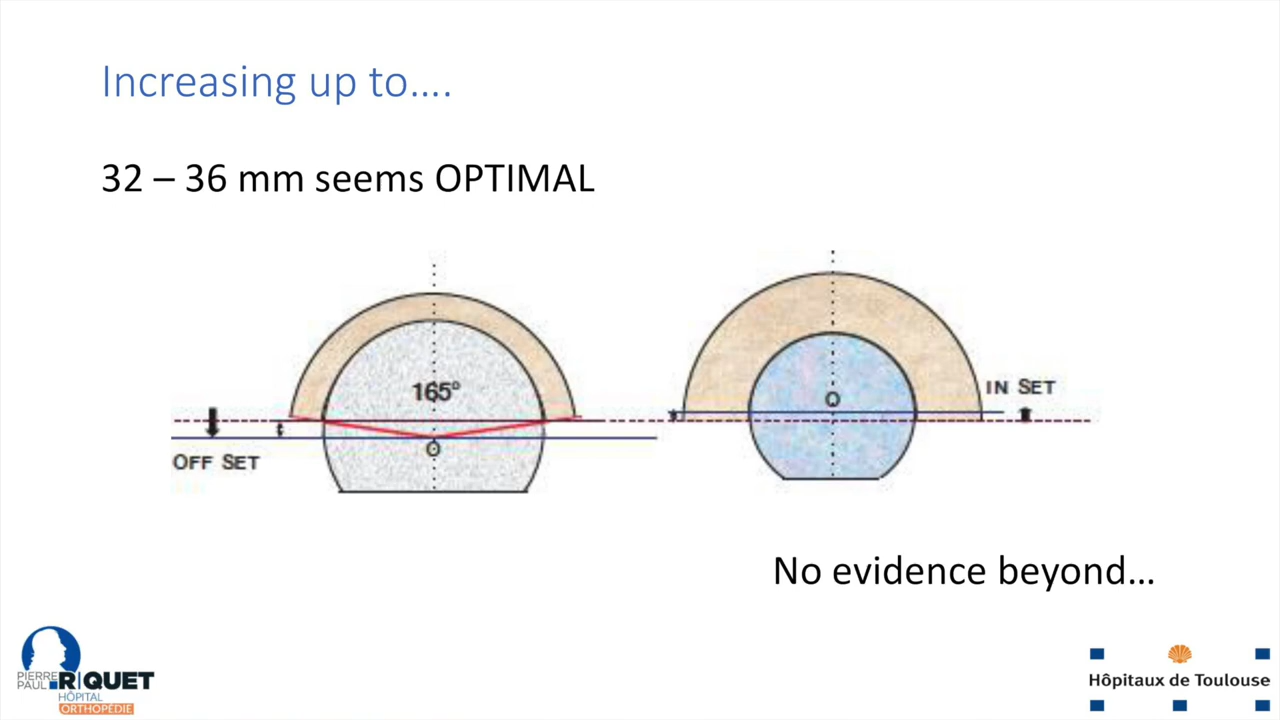 Increasing up to....
32 – 36 mm seems OPTIMAL
165º
O
OFF SET
O
IN SET
No evidence beyond...
PIERRE
PAUL RIQUET
HÔPITAL
ORTHOPÉDIE
Hôpitaux de Toulouse